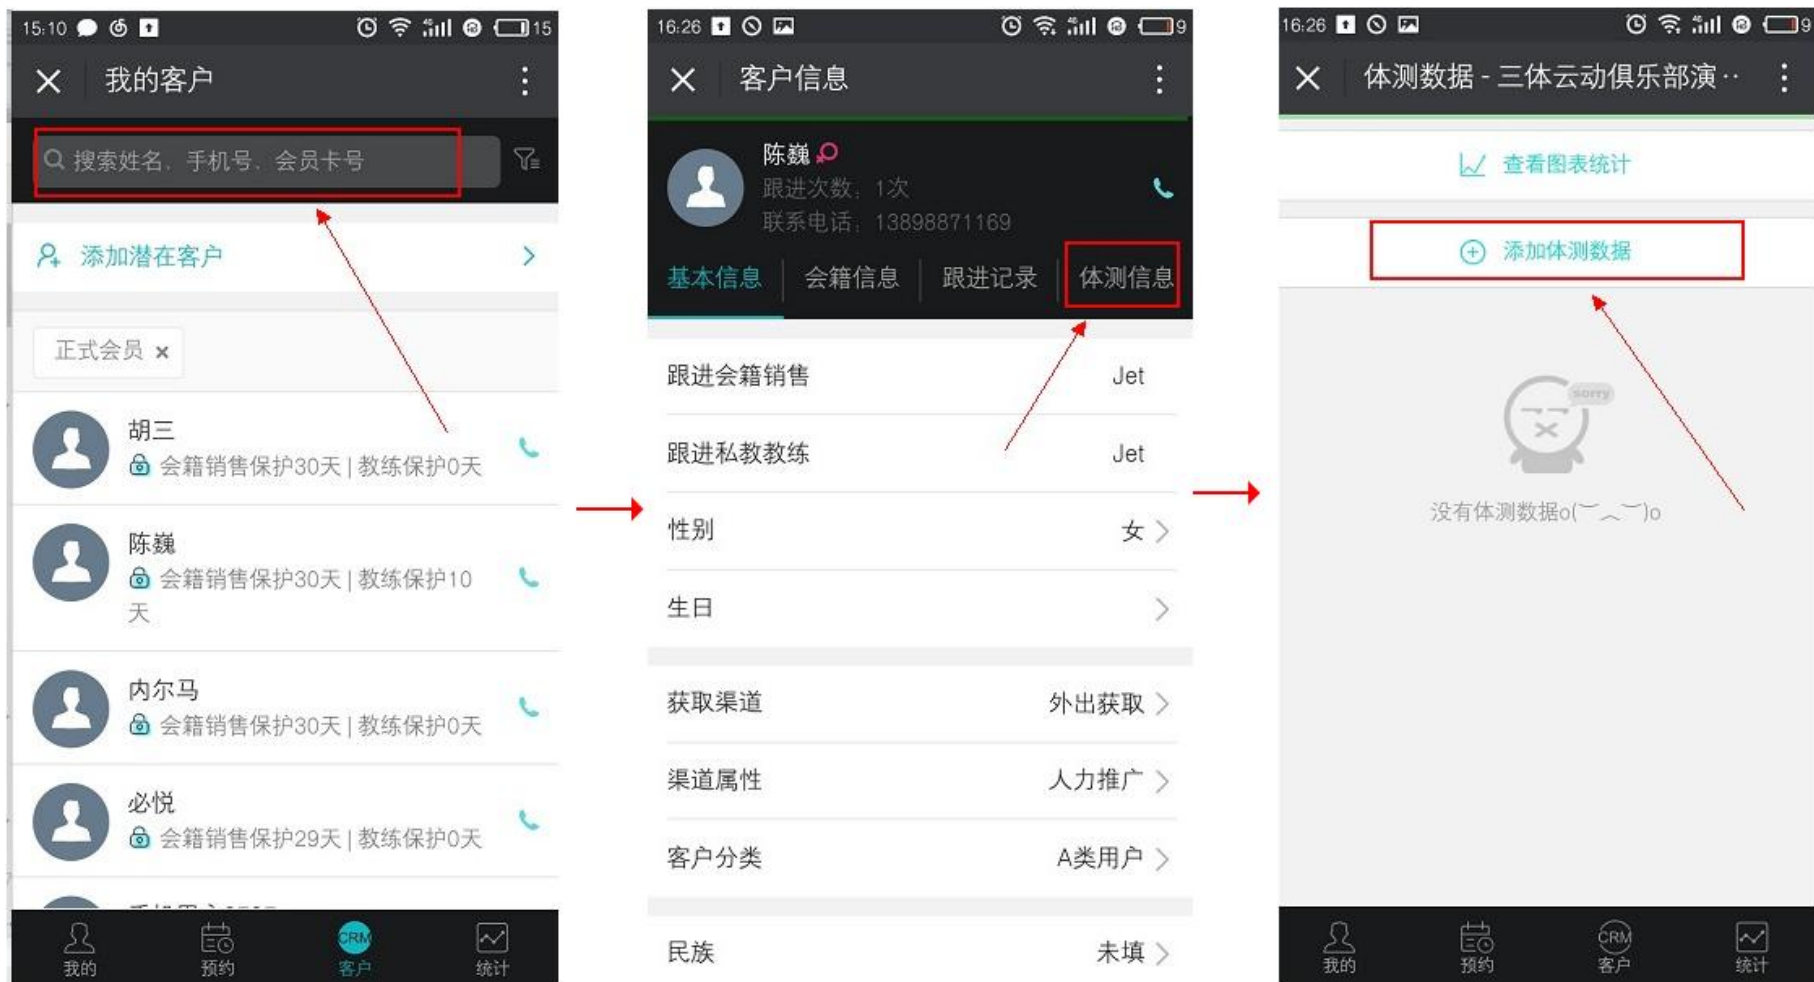 15:10
15
我的客户
搜索姓名、手机号、会员卡号
添加潜在客户
正式会员 ×
胡三
会籍销售保护30天 | 教练保护0天
陈巍
会籍销售保护30天 | 教练保护10
天
内尔马
会籍销售保护30天 | 教练保护0天
必悦
会籍销售保护29天 | 教练保护0天
我的
预约
CRM
客户
统计
16:26
9
客户信息
陈巍
跟进次数：1次
联系电话：13898871169
基本信息
会籍信息
跟进记录
体测信息
跟进会籍销售 Jet
跟进私教教练 Jet
性别 女
生日
获取渠道 外出获取
渠道属性 人力推广
客户分类 A类用户
民族 未填
16:26
9
体测数据 - 三体云动俱乐部演··
查看图表统计
添加体测数据
sorry
没有体测数据o(︶︿︶)o
我的
预约
CRM
客户
统计